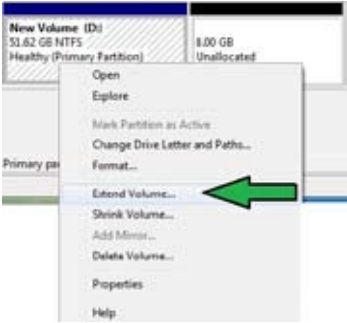 New Volume (D:)
51.62 GB NTFS
Healthy (Primary Partition)
8.00 GB
Unallocated
Open
Explore
Mark Partition as Active
Change Drive Letter and Paths...
Format...
Primary par
Extend Volume...
Shrink Volume...
Add Mirror...
Delete Volume...
Properties
Help